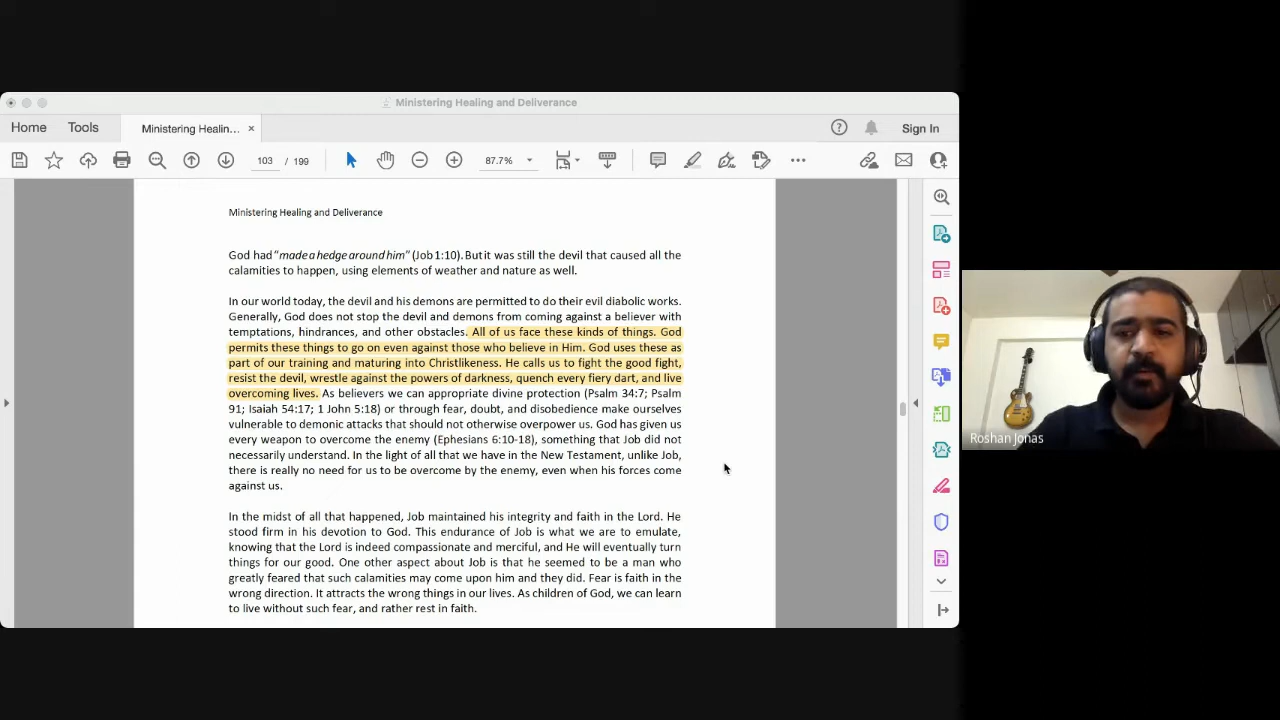 Ministering Healing and Deliverance
Home Tools Ministering Healin... × Sign In
103 / 199 87.7%
Ministering Healing and Deliverance
God had “made a hedge around him” (Job 1:10). But it was still the devil that caused all the
calamities to happen, using elements of weather and nature as well.
In our world today, the devil and his demons are permitted to do their evil diabolic works.
Generally, God does not stop the devil and demons from coming against a believer with
temptations, hindrances, and other obstacles. All of us face these kinds of things. God
permits these things to go on even against those who believe in Him. God uses these as
part of our training and maturing into Christlikeness. He calls us to fight the good fight,
resist the devil, wrestle against the powers of darkness, quench every fiery dart, and live
overcoming lives. As believers we can appropriate divine protection (Psalm 34:7; Psalm
91; Isaiah 54:17; 1 John 5:18) or through fear, doubt, and disobedience make ourselves
vulnerable to demonic attacks that should not otherwise overpower us. God has given us
every weapon to overcome the enemy (Ephesians 6:10-18), something that Job did not
necessarily understand. In the light of all that we have in the New Testament, unlike Job,
there is really no need for us to be overcome by the enemy, even when his forces come
against us.
In the midst of all that happened, Job maintained his integrity and faith in the Lord. He
stood firm in his devotion to God. This endurance of Job is what we are to emulate,
knowing that the Lord is indeed compassionate and merciful, and He will eventually turn
things for our good. One other aspect about Job is that he seemed to be a man who
greatly feared that such calamities may come upon him and they did. Fear is faith in the
wrong direction. It attracts the wrong things in our lives. As children of God, we can learn
to live without such fear, and rather rest in faith.
Roshan Jonas